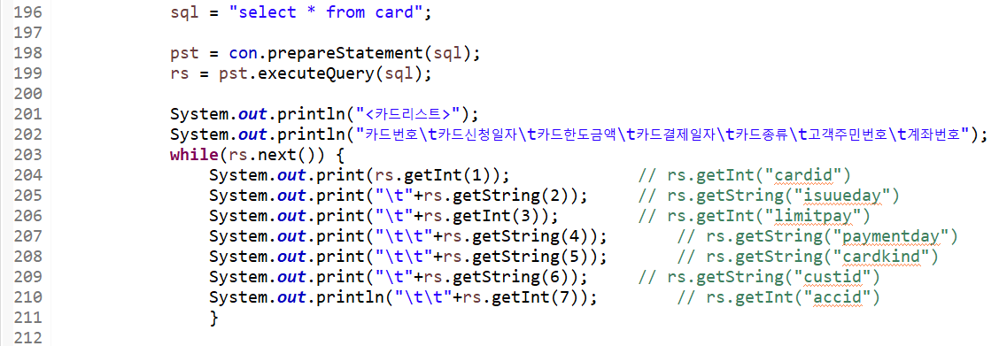 196 sql = "select * from card";
197
198 pst = con.prepareStatement(sql);
199 rs = pst.executeQuery(sql);
200
201 System.out.println("<카드리스트>");
202 System.out.println("카드번호\t카드신청일자\t카드한도금액\t카드결제일자\t카드종류\t고객주민번호\t계좌번호");
203 while(rs.next()) {
204 System.out.print(rs.getInt(1)); // rs.getInt("cardid")
205 System.out.print("\t"+rs.getString(2)); // rs.getString("isuueday")
206 System.out.print("\t"+rs.getInt(3)); // rs.getInt("limitpay")
207 System.out.print("\t\t"+rs.getString(4)); // rs.getString("paymentday")
208 System.out.print("\t\t"+rs.getString(5)); // rs.getString("cardkind")
209 System.out.print("\t"+rs.getString(6)); // rs.getString("custid")
210 System.out.println("\t\t"+rs.getInt(7)); // rs.getInt("accid")
211 }
212